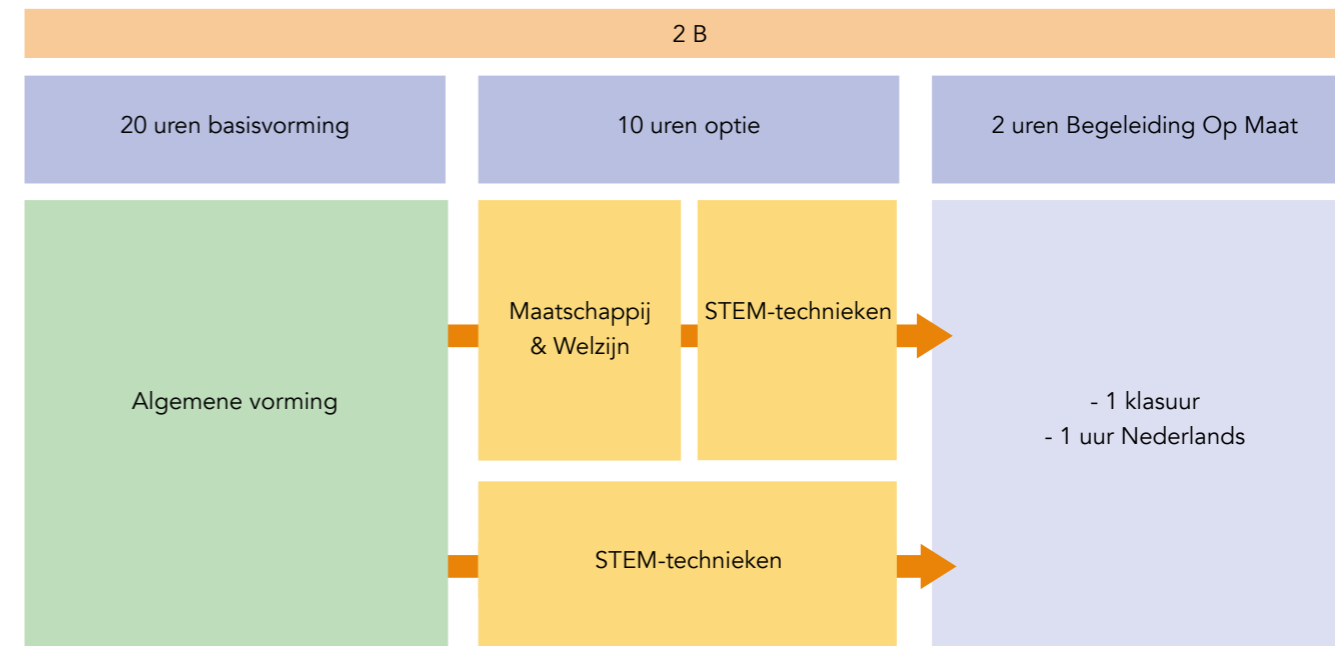 2 B
20 uren basisvorming
10 uren optie
2 uren Begeleiding Op Maat
Algemene vorming
Maatschappij
& Welzijn
STEM-technieken
STEM-technieken
- 1 klasuur
- 1 uur Nederlands